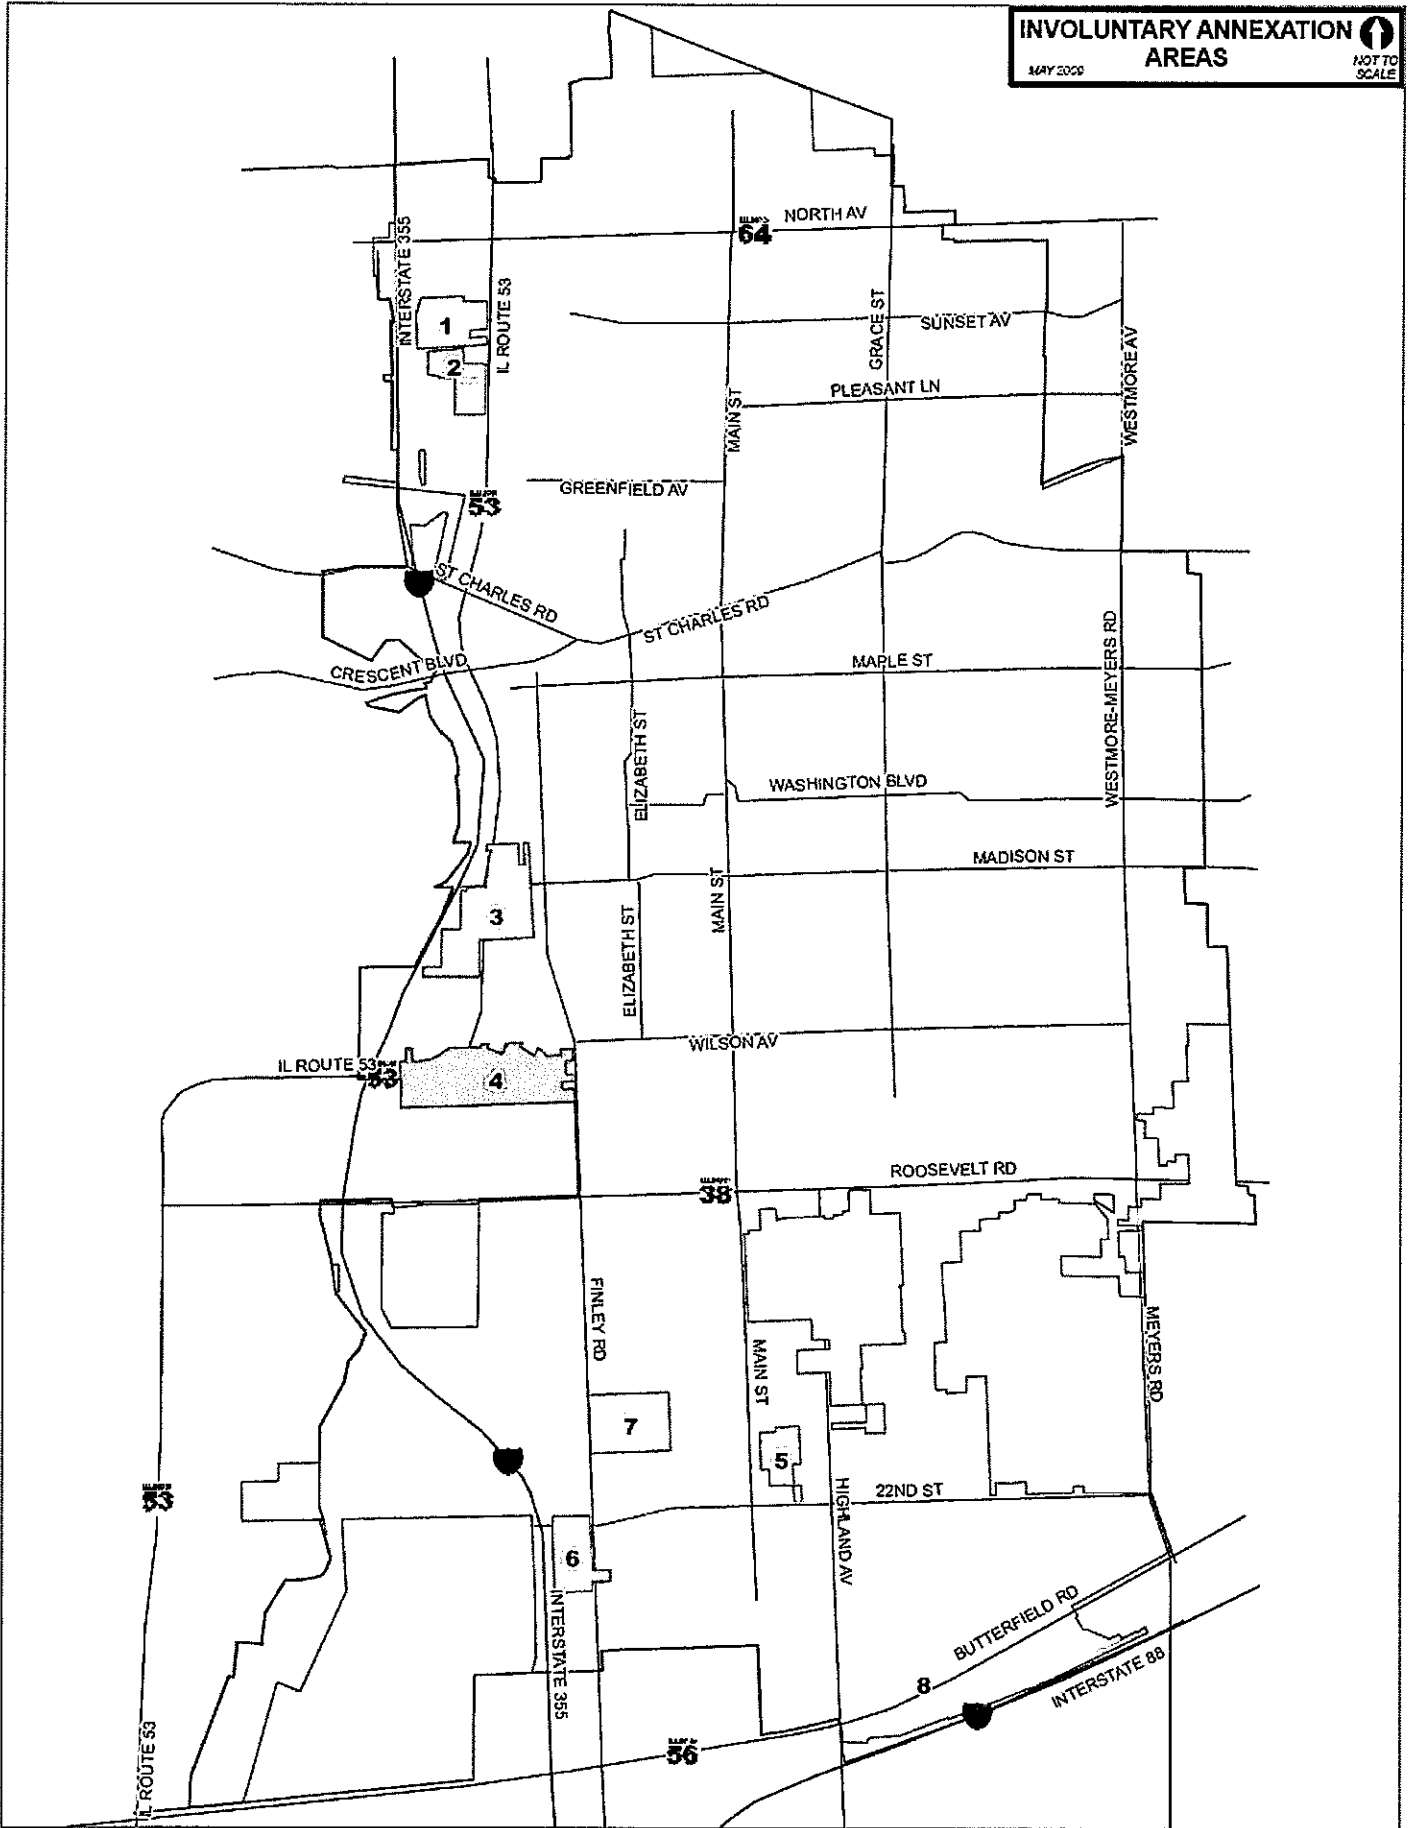 INVOLUNTARY ANNEXATION
AREAS
MAY 2009
NOT TO
SCALE
NORTH AV
64
INTERSTATE 355
IL ROUTE 53
1
2
GRACE ST
SUNSET AV
WESTMORE AV
PLEASANT LN
MAIN ST
GREENFIELD AV
53
ST CHARLES RD
ST CHARLES RD
CRESCENT BLVD
MAPLE ST
WESTMORE-MEYERS RD
ELIZABETH ST
WASHINGTON BLVD
MADISON ST
MAIN ST
3
ELIZABETH ST
WILSON AV
IL ROUTE 53
53
4
ROOSEVELT RD
38
FINLEY RD
MAIN ST
MEYERS RD
7
5
53
22ND ST
HIGHLAND AV
6
INTERSTATE 355
BUTTERFIELD RD
8
INTERSTATE 88
56
IL ROUTE 53